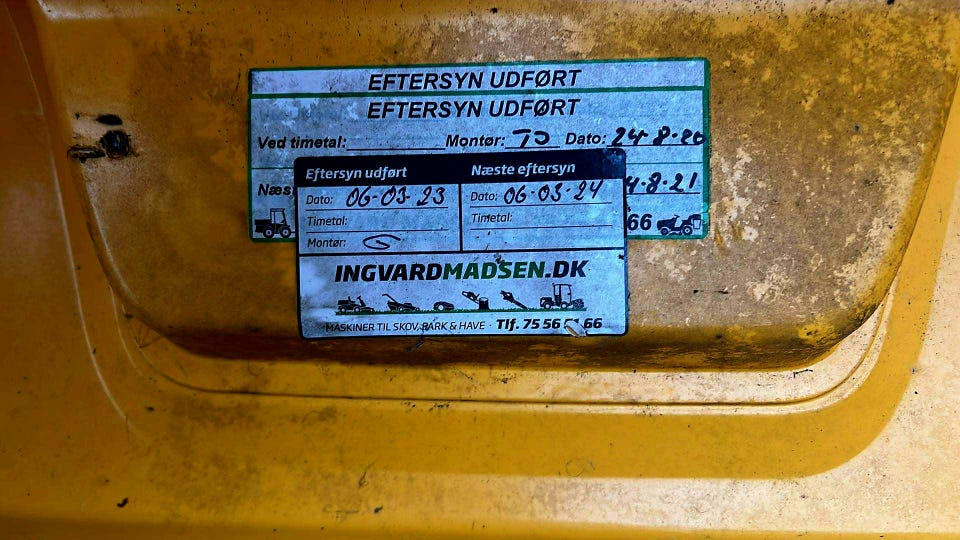 EFTERSYN UDFØRT
EFTERSYN UDFØRT
Ved timetal: Montør: TJ Dato: 24-8-20
Næs 4.8.21
66
Eftersyn udført Næste eftersyn
Dato: 06-03-23 Dato: 06-03-24
Timetal: Timetal:
Montør:
INGVARDMADSEN.DK
MASKINER TIL SKOV, PARK & HAVE - Tlf. 75 56 66